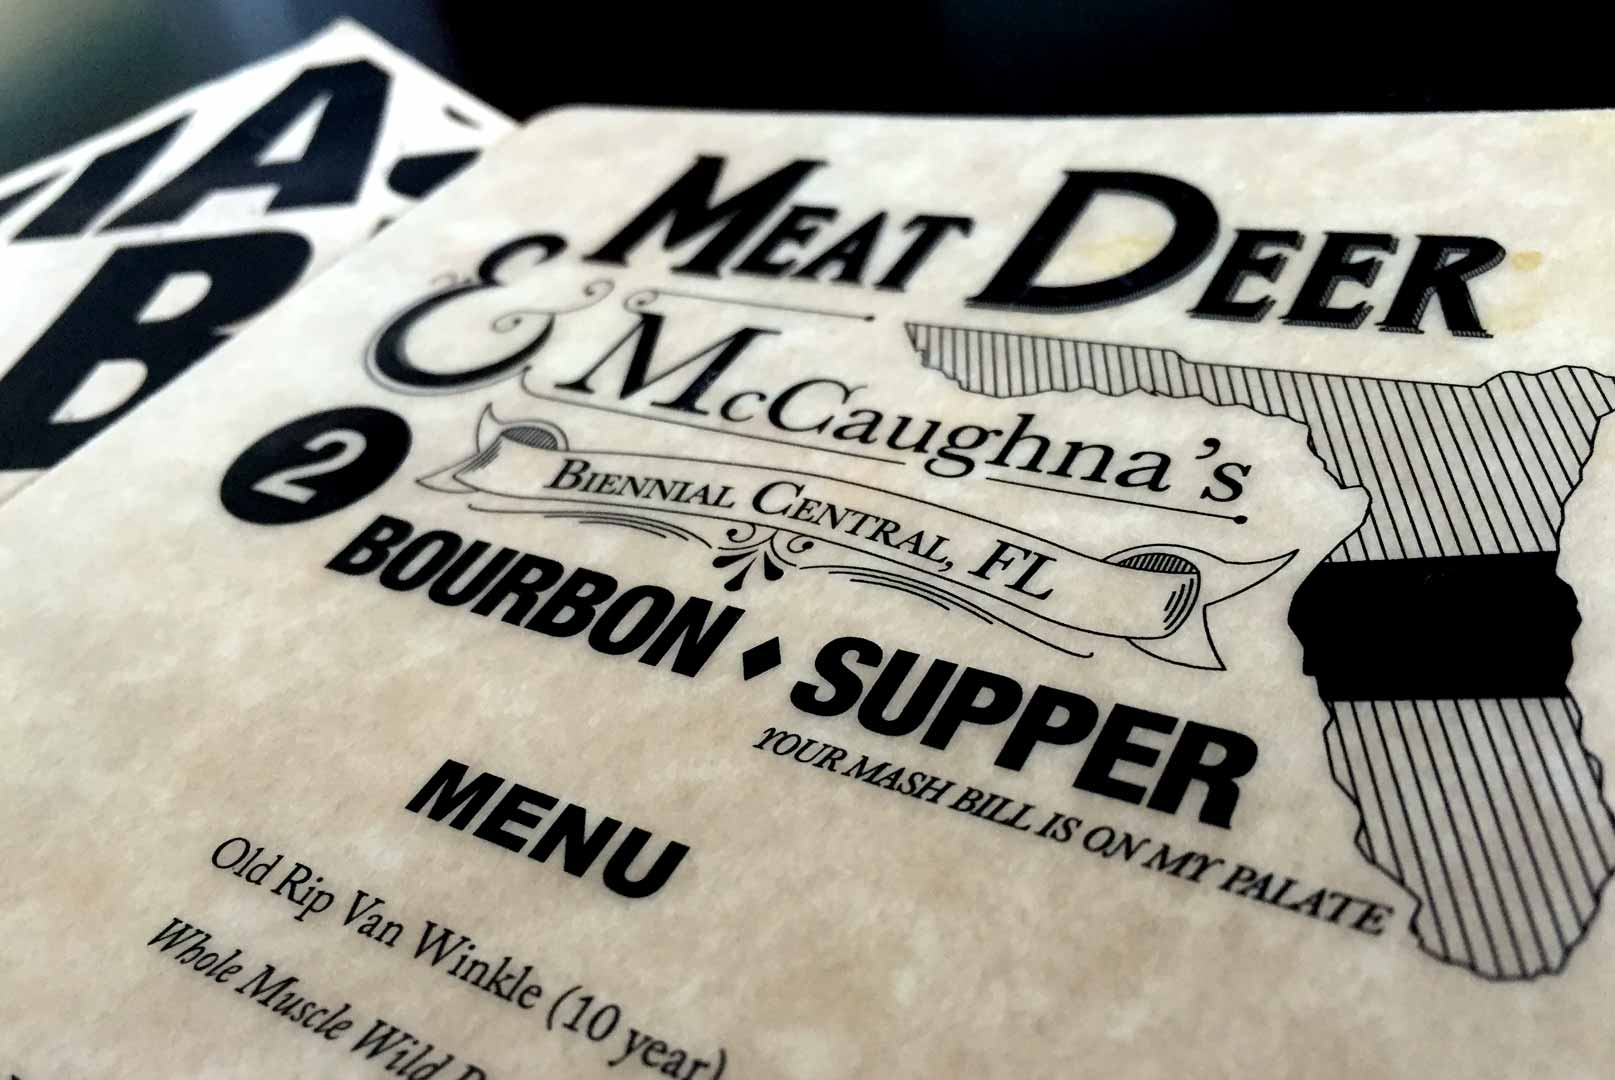 MEAT DEER
& McCaughna's
BIENNIAL CENTRAL, FL
2
BOURBON ♦ SUPPER
YOUR MASH BILL IS ON MY PALATE
MENU
Old Rip Van Winkle (10 year)
Whole Muscle Wild
A
B